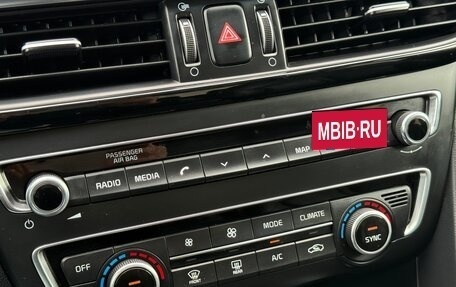 PASSENGER
AIR BAG
MBIB·RU
RADIO MEDIA MAP
MODE CLIMATE
OFF SYNC
FRONT REAR A/C